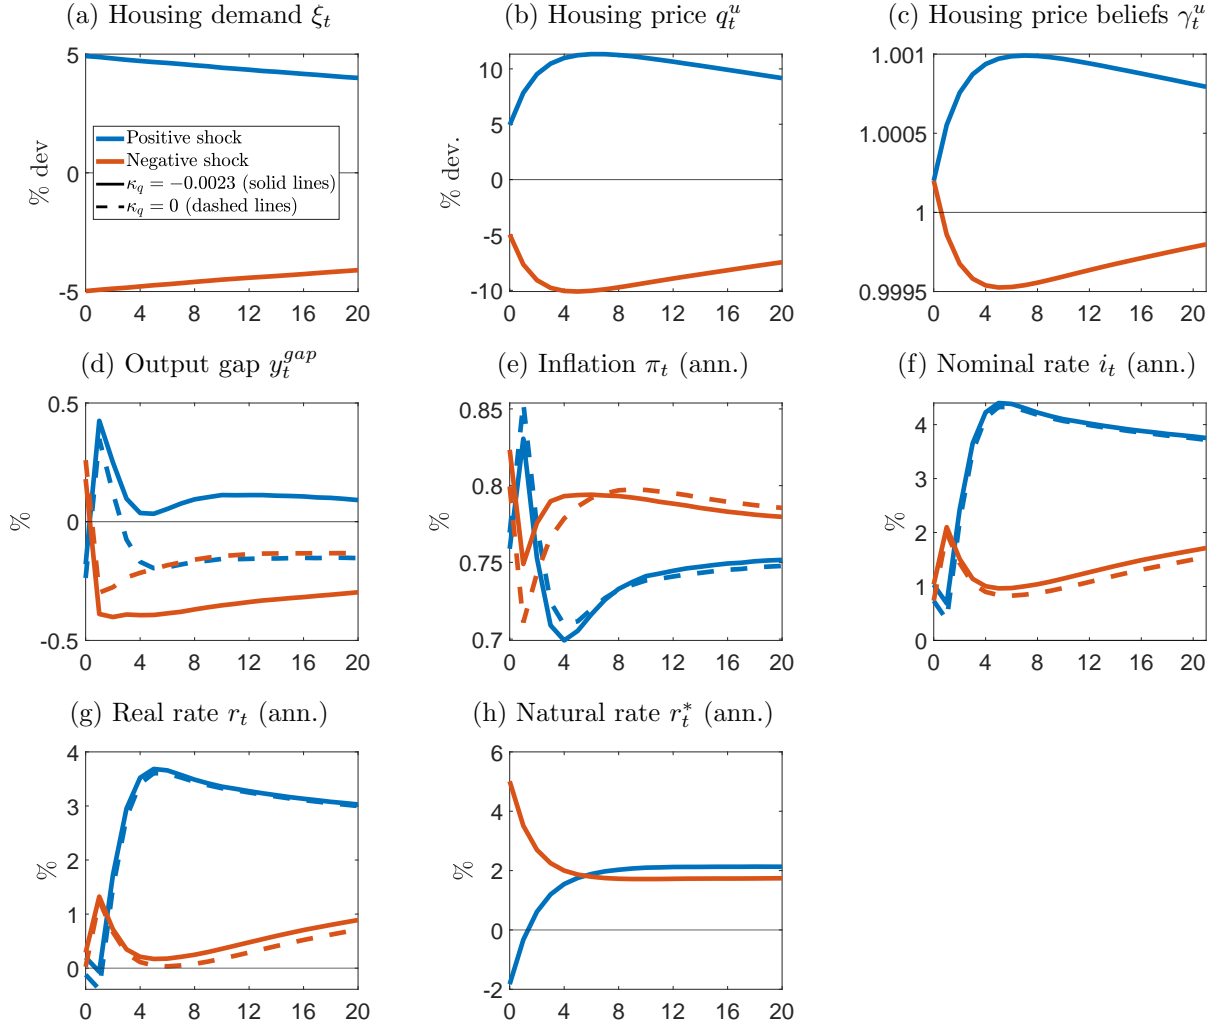 (a) Housing demand ξ_t
(b) Housing price q_t^u
(c) Housing price beliefs γ_t^u
5
0
-5
% dev
Positive shock
Negative shock
κ_q = −0.0023 (solid lines)
κ_q = 0 (dashed lines)
0 4 8 12 16 20
10
5
0
-5
-10
% dev.
0 4 8 12 16 20
1.001
1.0005
1
0.9995
0 4 8 12 16 20
(d) Output gap y_t^{gap}
(e) Inflation π_t (ann.)
(f) Nominal rate i_t (ann.)
0.5
0
-0.5
%
0 4 8 12 16 20
0.85
0.8
0.75
0.7
%
0 4 8 12 16 20
4
3
2
1
0
%
0 4 8 12 16 20
(g) Real rate r_t (ann.)
(h) Natural rate r_t^* (ann.)
4
3
2
1
0
%
0 4 8 12 16 20
6
4
2
0
-2
%
0 4 8 12 16 20